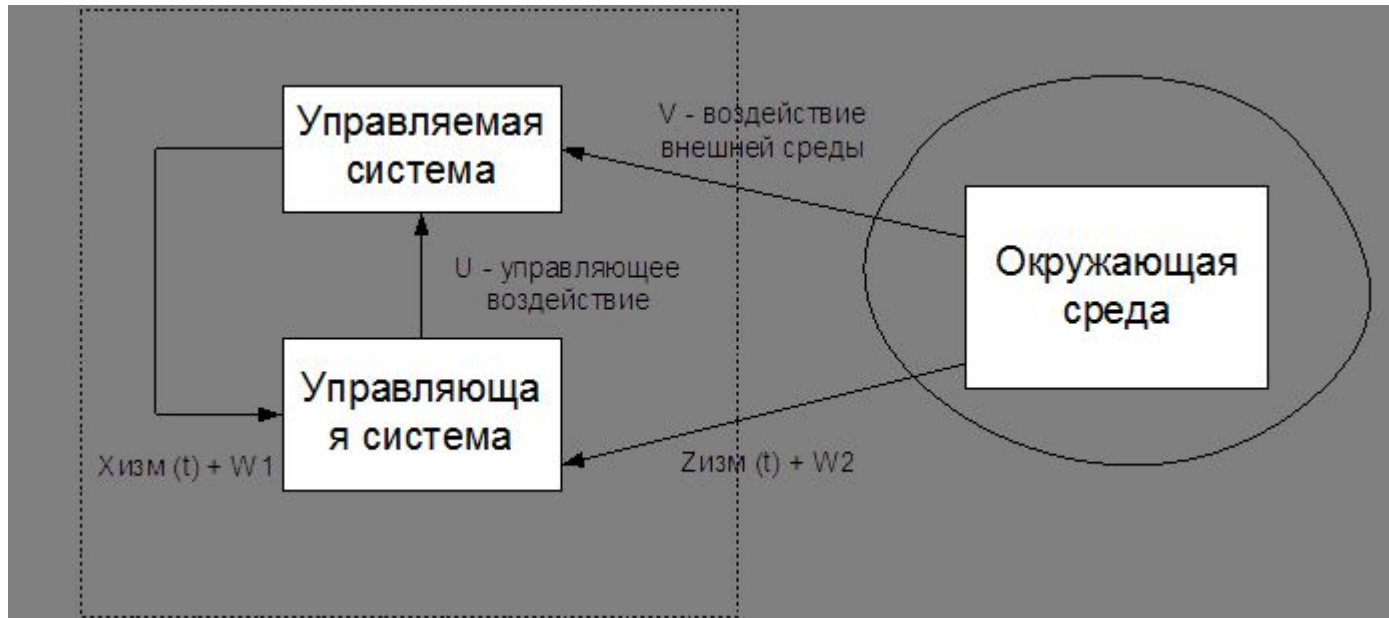 Управляемая
система
V - воздействие
внешней среды
U - управляющее
воздействие
Окружающая
среда
Управляюща
я система
Xизм (t) + W1
Zизм (t) + W2